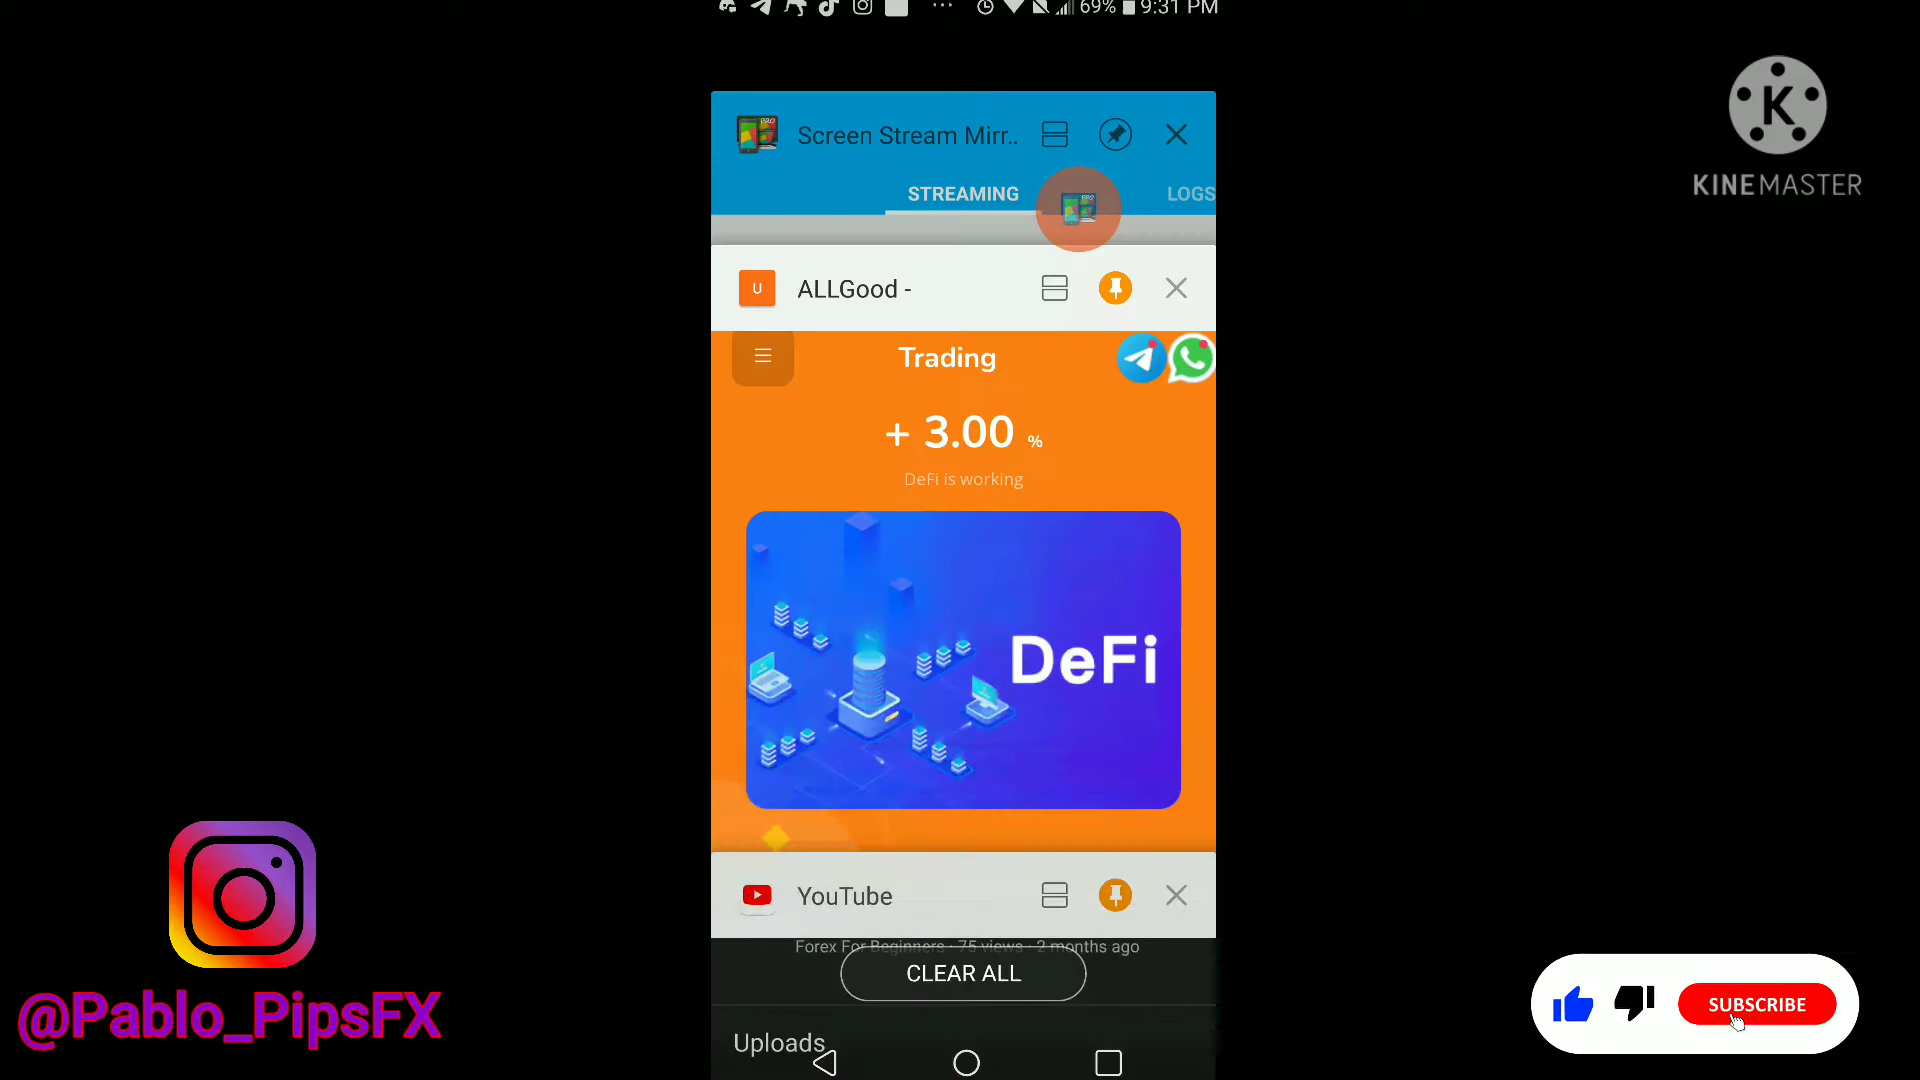 69% 9:31 PM
K
KINEMASTER
Screen Stream Mirr..
PRO
STREAMING
LOGS
U
ALLGood -
Trading
+ 3.00 %
DeFi is working
DeFi
YouTube
Forex For Beginners · 75 views · 2 months ago
CLEAR ALL
Uploads
@Pablo_PipsFX
SUBSCRIBE